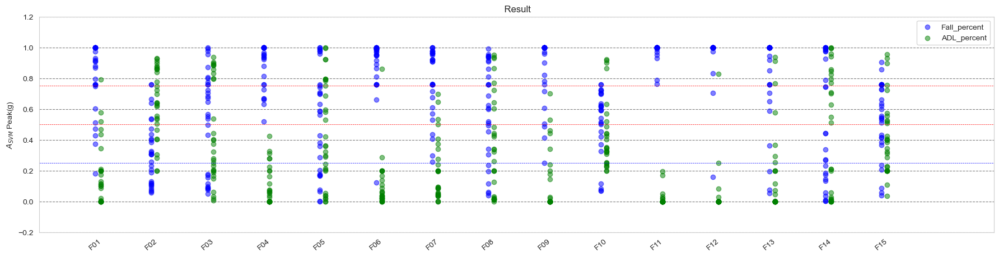 Result
1.2
1.0
0.8
0.6
0.4
0.2
0.0
−0.2
A_SVM Peak(g)
Fall_percent
ADL_percent
F01 F02 F03 F04 F05 F06 F07 F08 F09 F10 F11 F12 F13 F14 F15